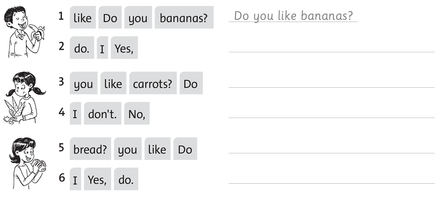 1 like Do you bananas? Do you like bananas?
2 do. I Yes,
3 you like carrots? Do
4 I don't. No,
5 bread? you like Do
6 I Yes, do.